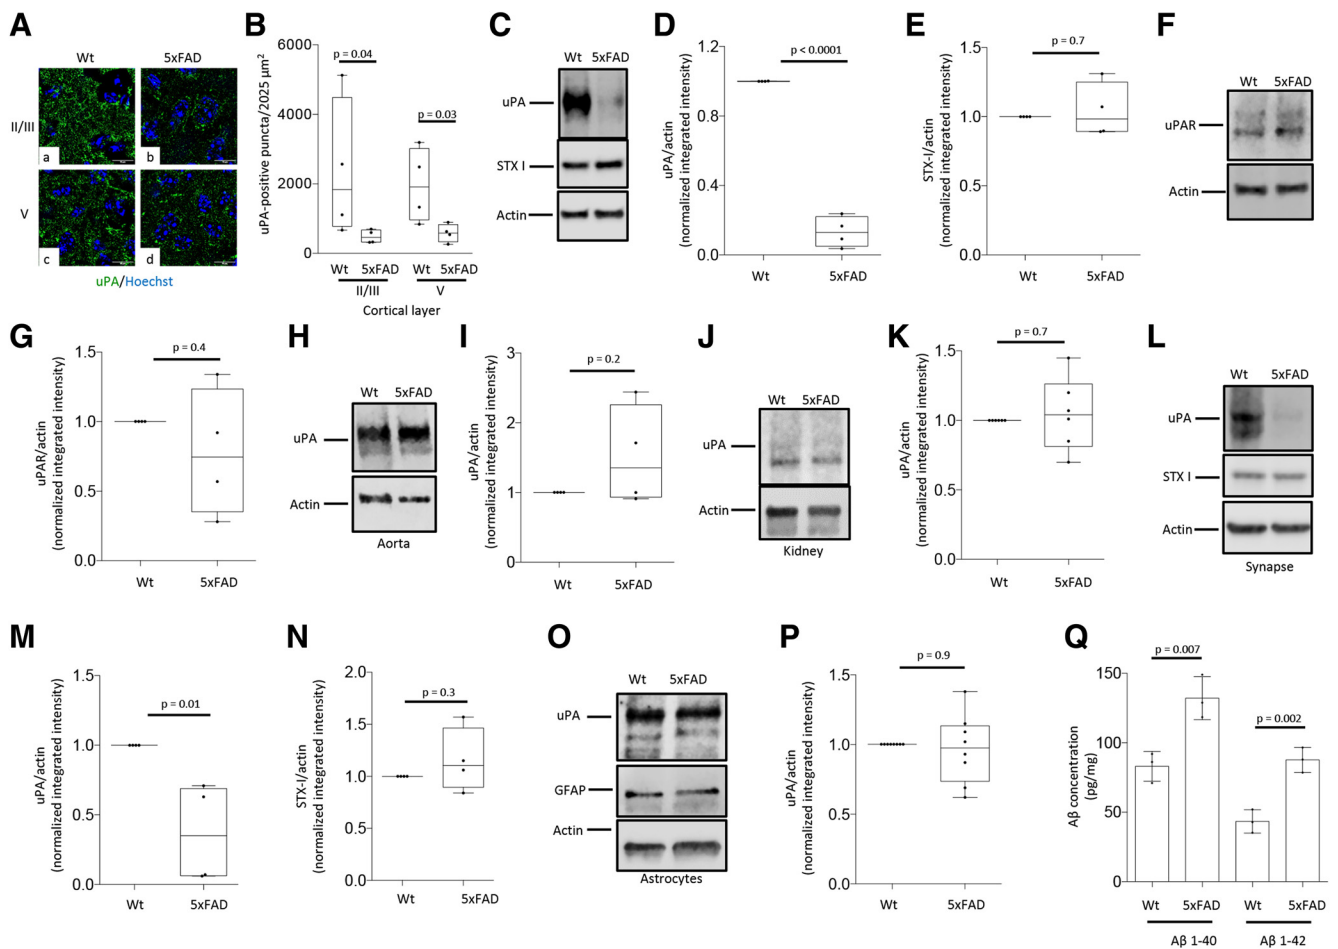 A
Wt 5xFAD
II/III
a b
V
c d
uPA/Hoechst
B
uPA-positive puncta/2025 µm²
6000
4000
2000
0
p = 0.04
p = 0.03
Wt 5xFAD Wt 5xFAD
II/III V
Cortical layer
C
Wt 5xFAD
uPA
STX I
Actin
D
uPA/actin
(normalized integrated intensity)
1.2
0.8
0.4
0.0
p < 0.0001
Wt 5xFAD
E
STX-I/actin
(normalized integrated intensity)
1.5
1.0
0.5
0.0
p = 0.7
Wt 5xFAD
F
Wt 5xFAD
uPAR
Actin
G
uPAR/actin
(normalized integrated intensity)
1.5
1.0
0.5
0.0
p = 0.4
Wt 5xFAD
H
Wt 5xFAD
uPA
Actin
Aorta
I
uPA/actin
(normalized integrated intensity)
3
2
1
0
p = 0.2
Wt 5xFAD
J
Wt 5xFAD
uPA
Actin
Kidney
K
uPA/actin
(normalized integrated intensity)
1.5
1.0
0.5
0.0
p = 0.7
Wt 5xFAD
L
Wt 5xFAD
uPA
STX I
Actin
Synapse
M
uPA/actin
(normalized integrated intensity)
1.5
1.0
0.5
0.0
p = 0.01
Wt 5xFAD
N
STX-I/actin
(normalized integrated intensity)
2.0
1.5
1.0
0.5
0.0
p = 0.3
Wt 5xFAD
O
Wt 5xFAD
uPA
GFAP
Actin
Astrocytes
P
uPA/actin
(normalized integrated intensity)
1.5
1.0
0.5
0.0
p = 0.9
Wt 5xFAD
Q
Aβ concentration
(pg/mg)
150
100
50
0
p = 0.007
p = 0.002
Wt 5xFAD Wt 5xFAD
Aβ 1-40 Aβ 1-42